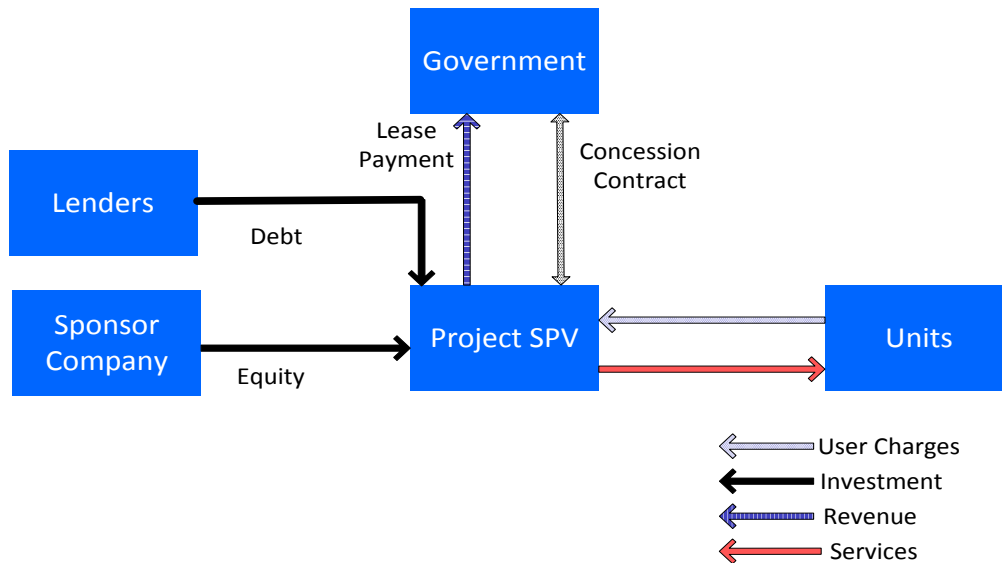 Government
Lease
Payment
Concession
Contract
Lenders
Debt
Sponsor
Company
Equity
Project SPV
Units
User Charges
Investment
Revenue
Services